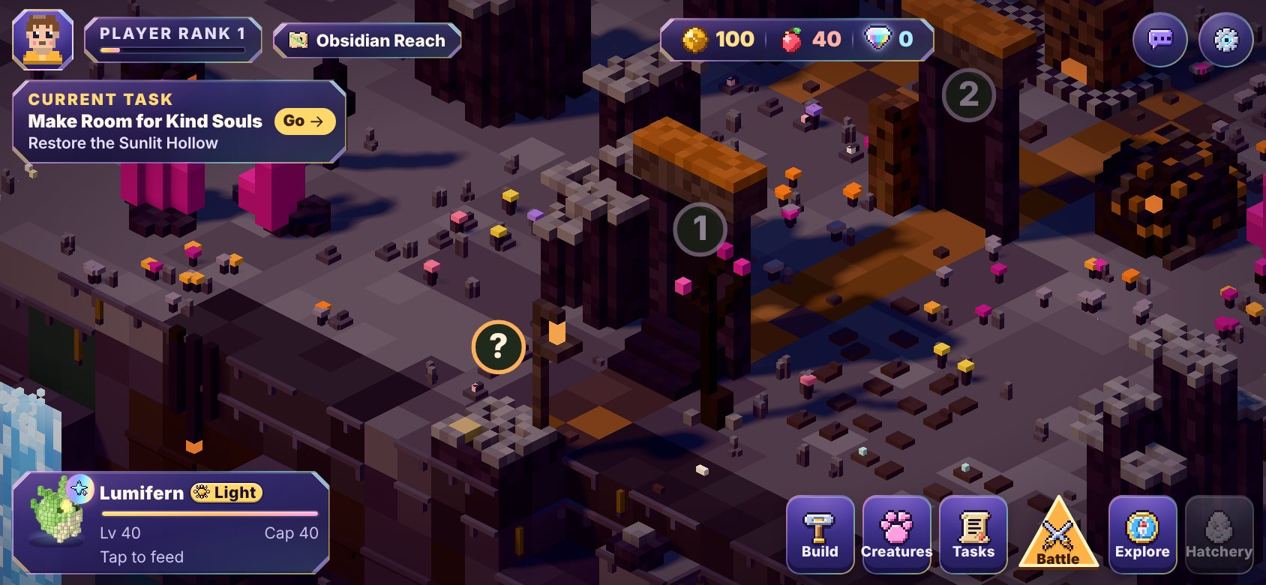 PLAYER RANK 1
Obsidian Reach
100
40
0
CURRENT TASK
Make Room for Kind Souls
Go →
Restore the Sunlit Hollow
2
1
?
Lumifern
Light
Lv 40
Cap 40
Tap to feed
Build
Creatures
Tasks
Battle
Explore
Hatchery